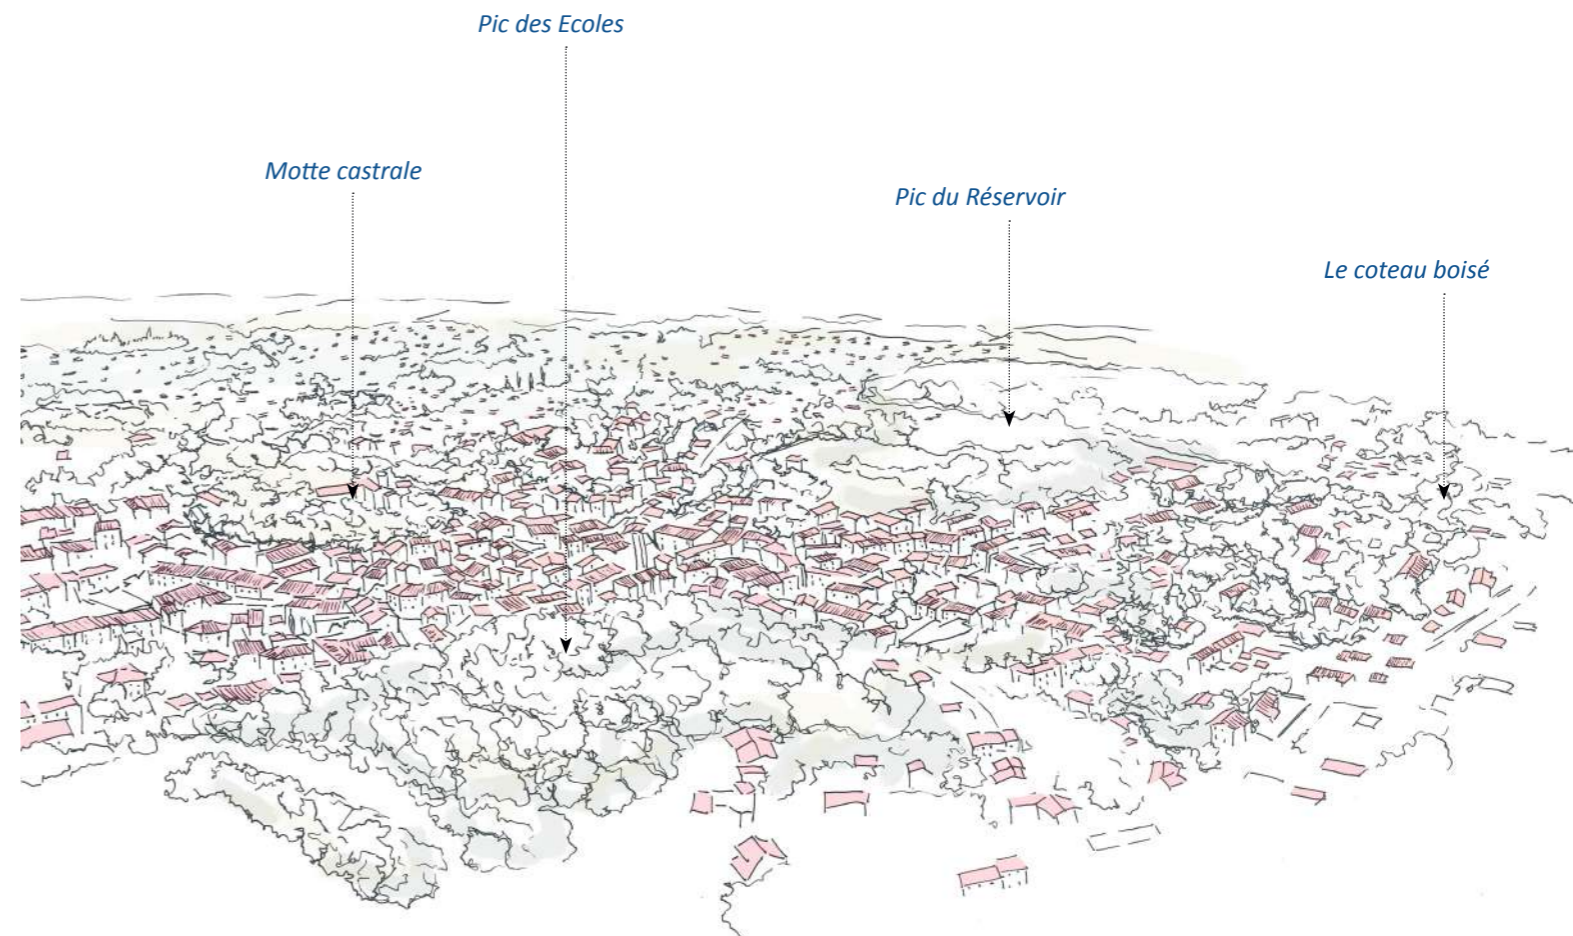 Pic des Ecoles
Motte castrale
Pic du Réservoir
Le coteau boisé